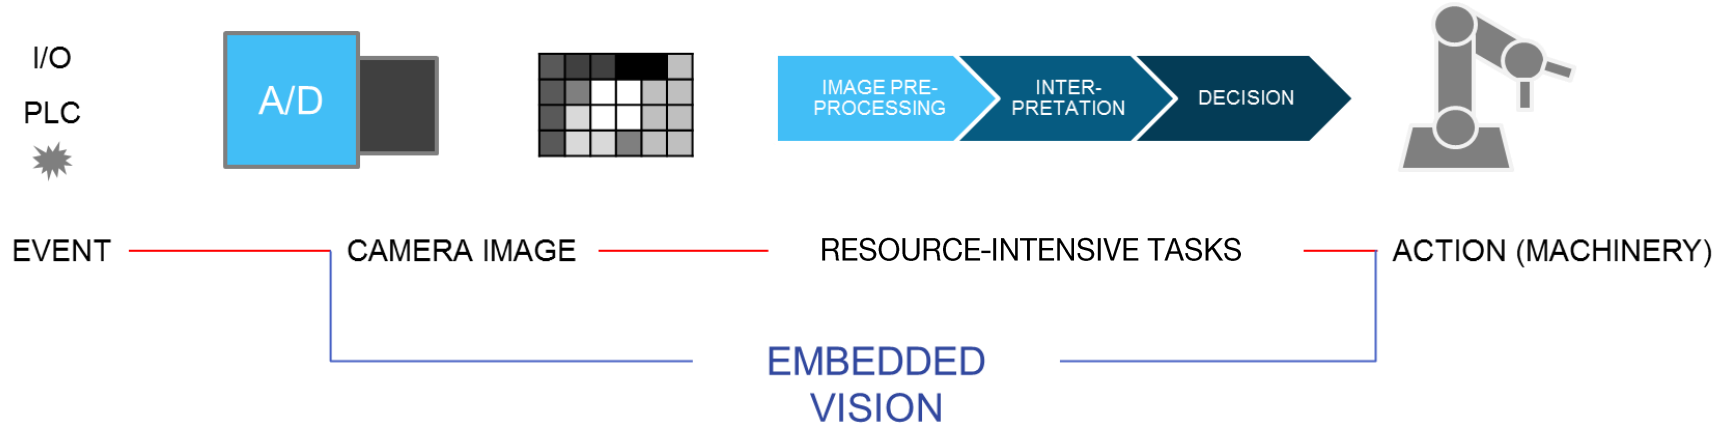 I/O
PLC
A/D
IMAGE PRE-
PROCESSING
INTER-
PRETATION
DECISION
EVENT
CAMERA IMAGE
RESOURCE-INTENSIVE TASKS
ACTION (MACHINERY)
EMBEDDED
VISION